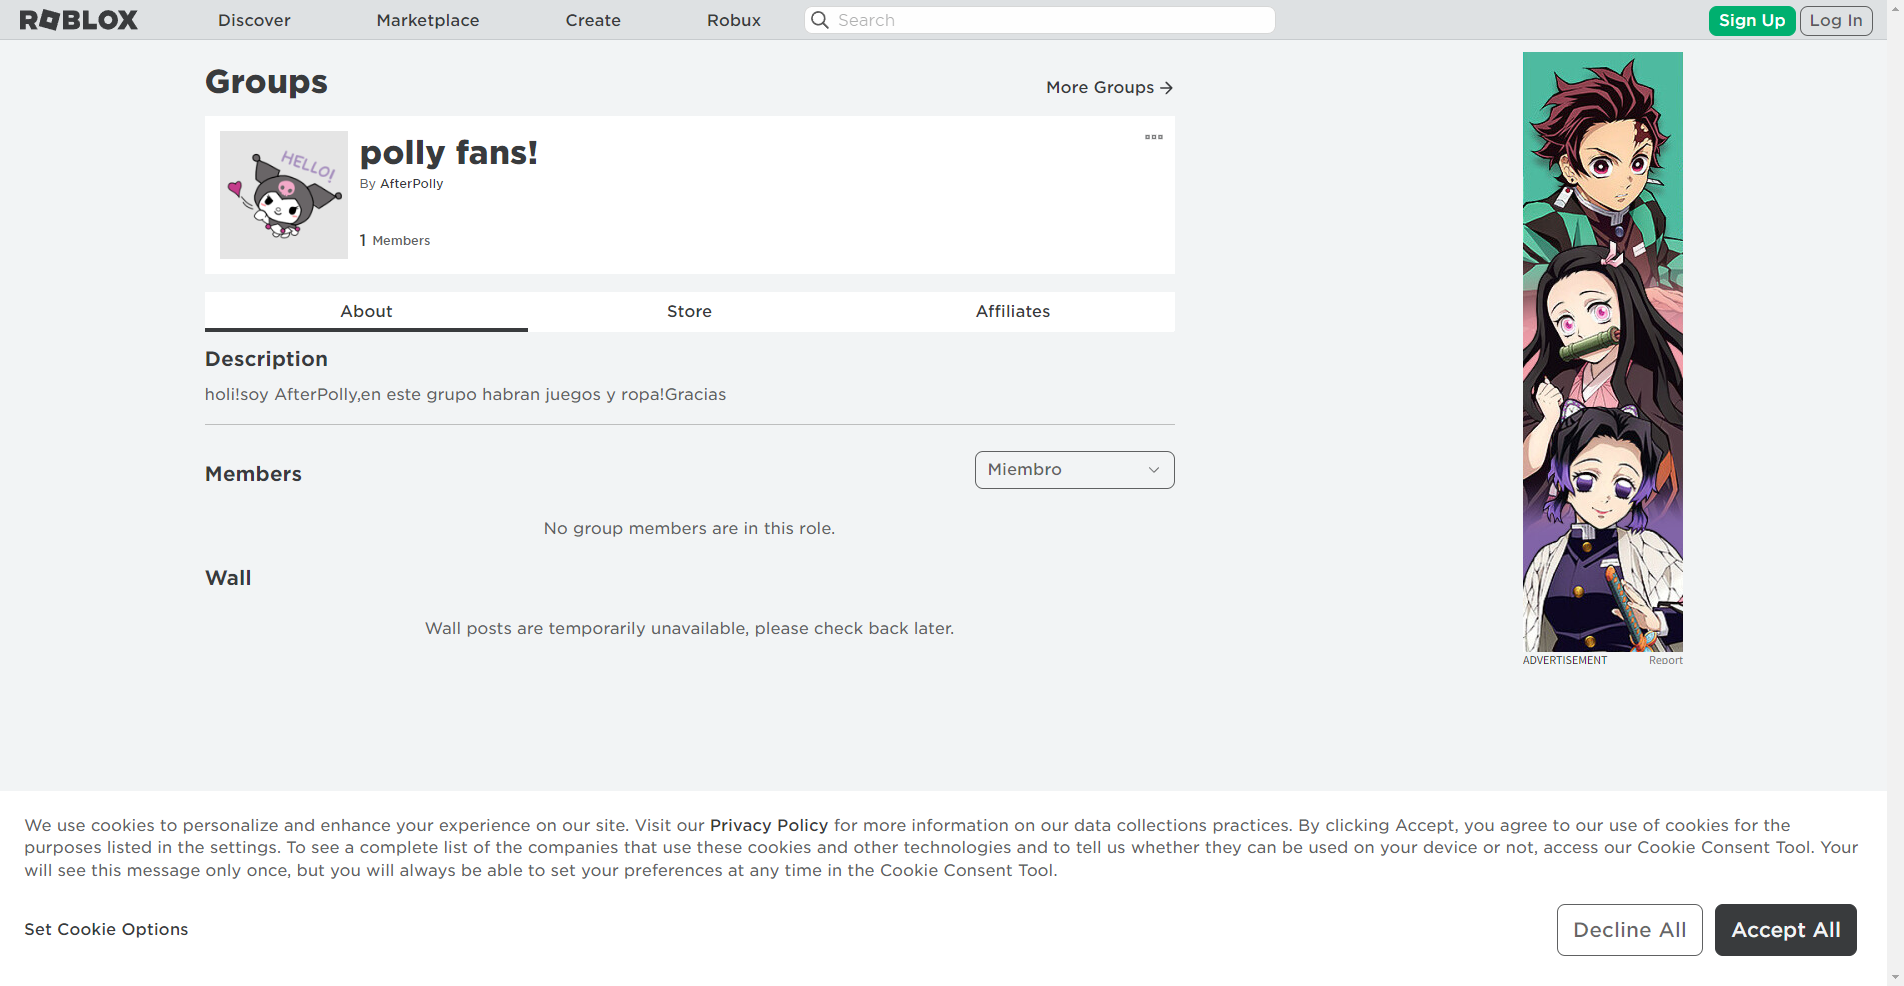 ROBLOX
Discover
Marketplace
Create
Robux
Search
Sign Up
Log In
Groups
More Groups
HELLO!
polly fans!
By AfterPolly
1 Members
About
Store
Affiliates
Description
holi!soy AfterPolly,en este grupo habran juegos y ropa!Gracias
Members
Miembro
No group members are in this role.
Wall
Wall posts are temporarily unavailable, please check back later.
ADVERTISEMENT
Report
We use cookies to personalize and enhance your experience on our site. Visit our Privacy Policy for more information on our data collections practices. By clicking Accept, you agree to our use of cookies for the
purposes listed in the settings. To see a complete list of the companies that use these cookies and other technologies and to tell us whether they can be used on your device or not, access our Cookie Consent Tool. Your
will see this message only once, but you will always be able to set your preferences at any time in the Cookie Consent Tool.
Set Cookie Options
Decline All
Accept All